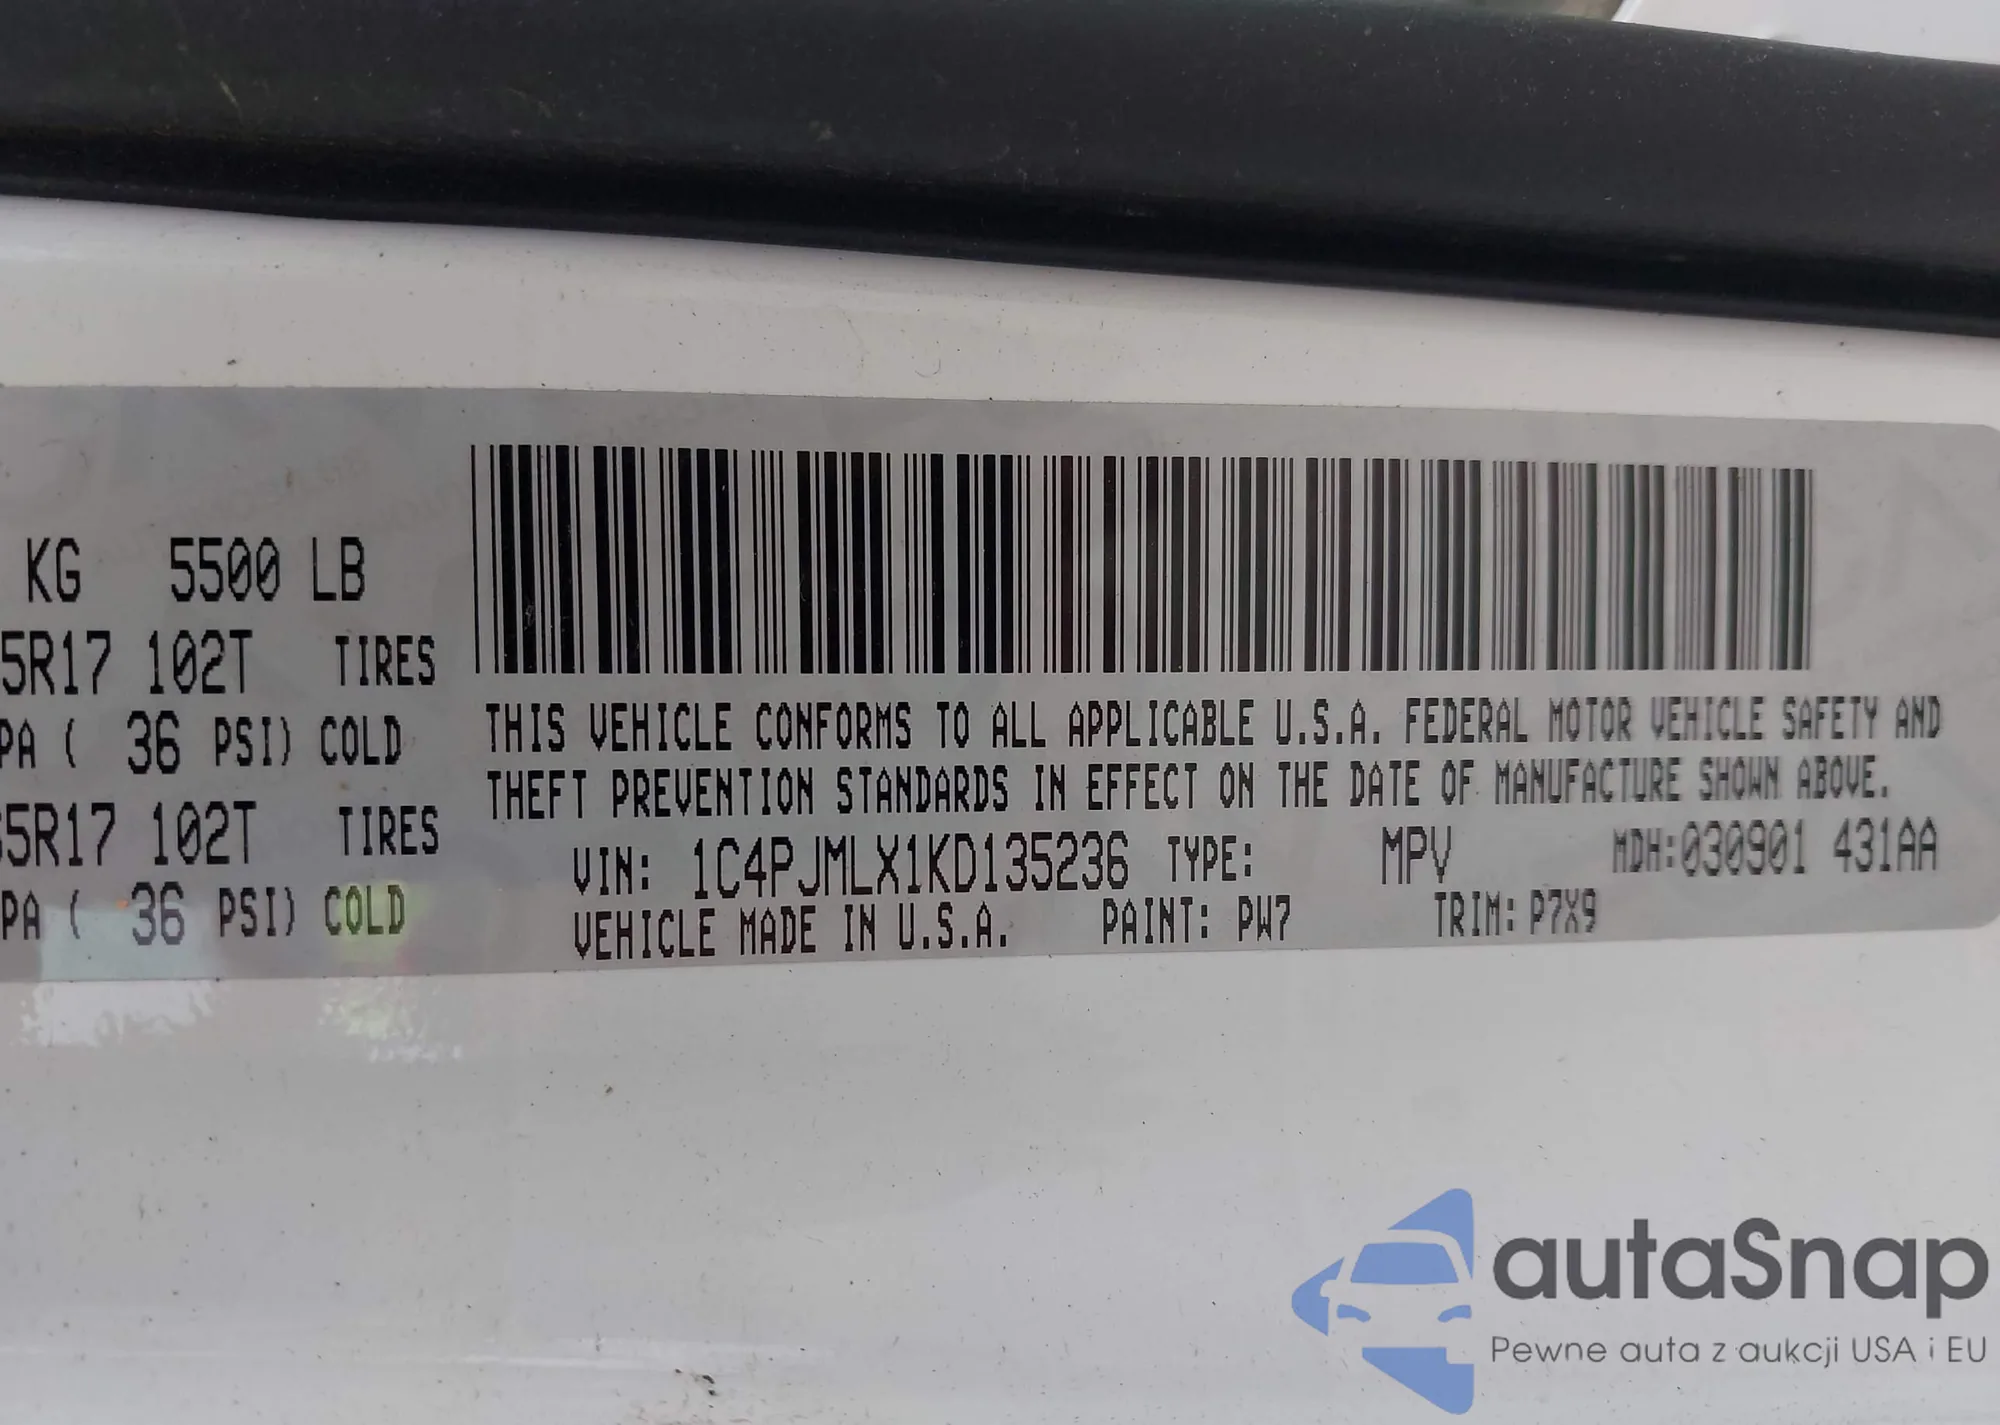 KG 5500 LB
5R17 102T TIRES
PA ( 36 PSI) COLD
5R17 102T TIRES
PA ( 36 PSI) COLD
THIS VEHICLE CONFORMS TO ALL APPLICABLE U.S.A. FEDERAL MOTOR VEHICLE SAFETY AND
THEFT PREVENTION STANDARDS IN EFFECT ON THE DATE OF MANUFACTURE SHOWN ABOVE.
VIN: 1C4PJMLX1KD135236 TYPE: MPV MDH:030901 431AA
VEHICLE MADE IN U.S.A. PAINT: PW7 TRIM: P7X9
autaSnap
Pewne auta z aukcji USA i EU